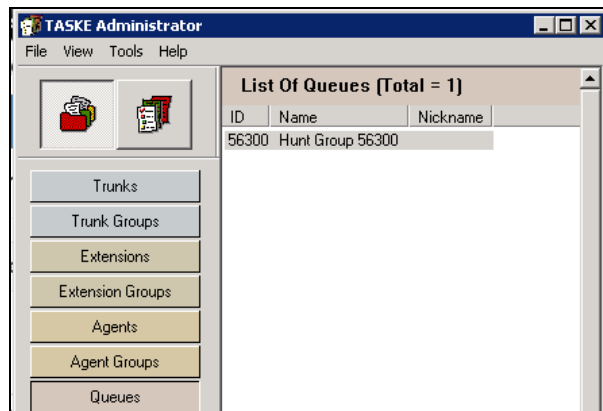 TASKE Administrator
File View Tools Help
List Of Queues (Total = 1)
ID Name Nickname
56300 Hunt Group 56300
Trunks
Trunk Groups
Extensions
Extension Groups
Agents
Agent Groups
Queues